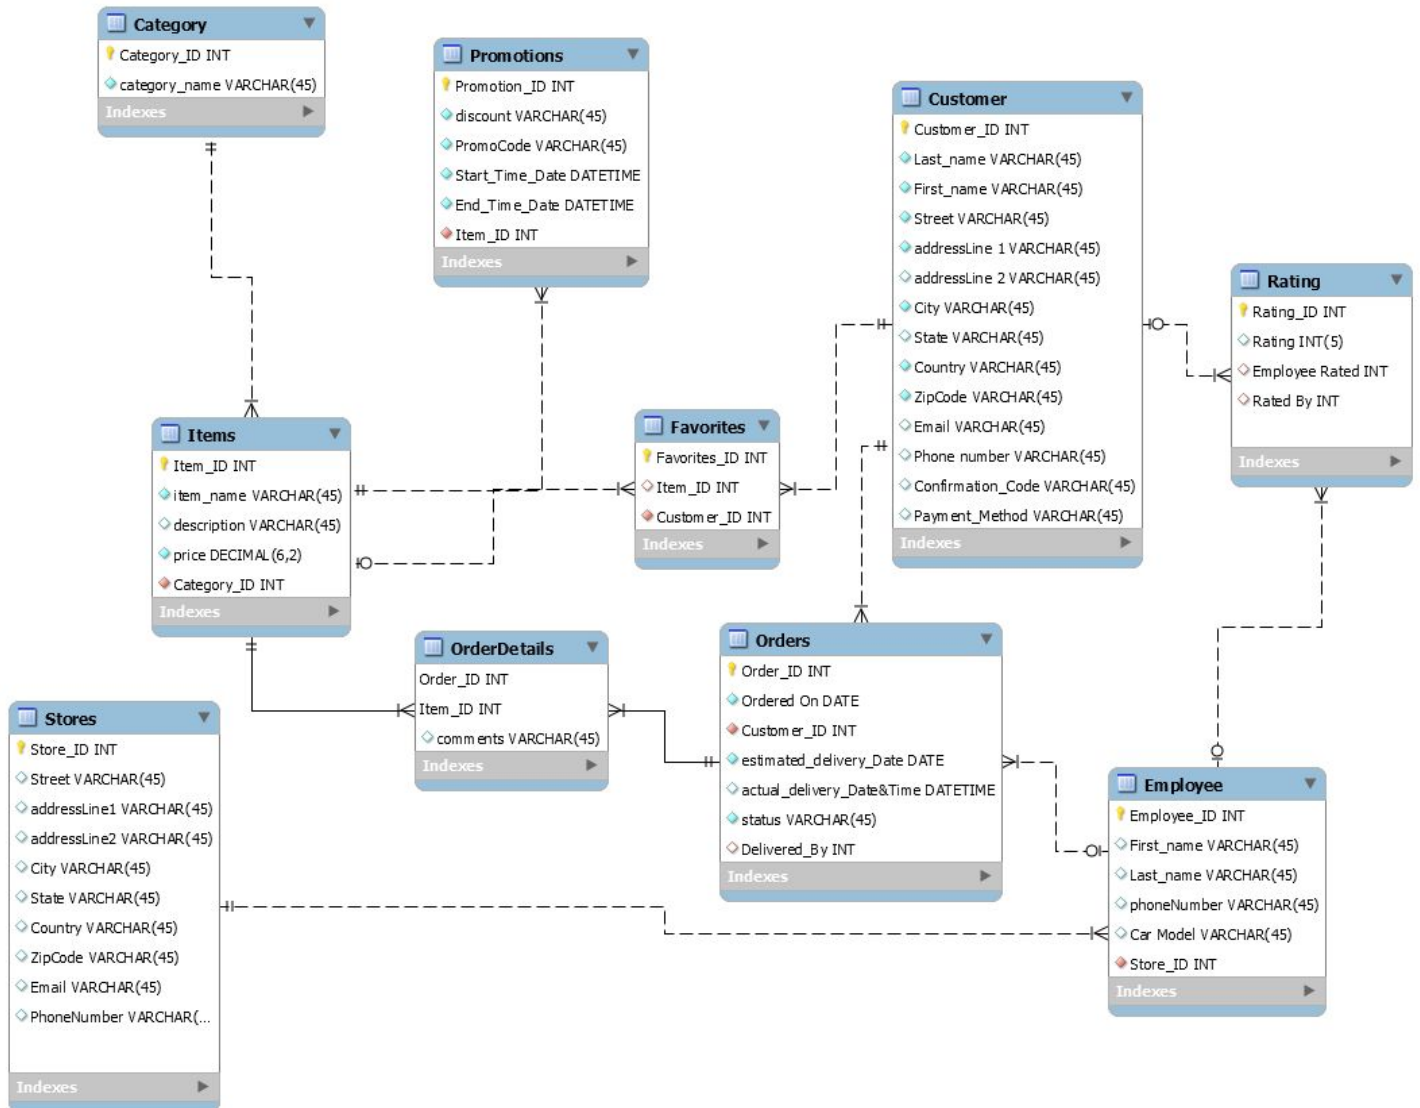 Category
Category_ID INT
category_name VARCHAR(45)
Indexes
Promotions
Promotion_ID INT
discount VARCHAR(45)
PromoCode VARCHAR(45)
Start_Time_Date DATETIME
End_Time_Date DATETIME
Item_ID INT
Indexes
Customer
Customer_ID INT
Last_name VARCHAR(45)
First_name VARCHAR(45)
Street VARCHAR(45)
addressLine 1 VARCHAR(45)
addressLine 2 VARCHAR(45)
City VARCHAR(45)
State VARCHAR(45)
Country VARCHAR(45)
ZipCode VARCHAR(45)
Email VARCHAR(45)
Phone number VARCHAR(45)
Confirmation_Code VARCHAR(45)
Payment_Method VARCHAR(45)
Indexes
Rating
Rating_ID INT
Rating INT(5)
Employee Rated INT
Rated By INT
Indexes
Items
Item_ID INT
item_name VARCHAR(45)
description VARCHAR(45)
price DECIMAL(6,2)
Category_ID INT
Indexes
Favorites
Favorites_ID INT
Item_ID INT
Customer_ID INT
Indexes
OrderDetails
Order_ID INT
Item_ID INT
comments VARCHAR(45)
Indexes
Orders
Order_ID INT
Ordered On DATE
Customer_ID INT
estimated_delivery_Date DATE
actual_delivery_Date&Time DATETIME
status VARCHAR(45)
Delivered_By INT
Indexes
Stores
Store_ID INT
Street VARCHAR(45)
addressLine1 VARCHAR(45)
addressLine2 VARCHAR(45)
City VARCHAR(45)
State VARCHAR(45)
Country VARCHAR(45)
ZipCode VARCHAR(45)
Email VARCHAR(45)
PhoneNumber VARCHAR(...
Indexes
Employee
Employee_ID INT
First_name VARCHAR(45)
Last_name VARCHAR(45)
phoneNumber VARCHAR(45)
Car Model VARCHAR(45)
Store_ID INT
Indexes